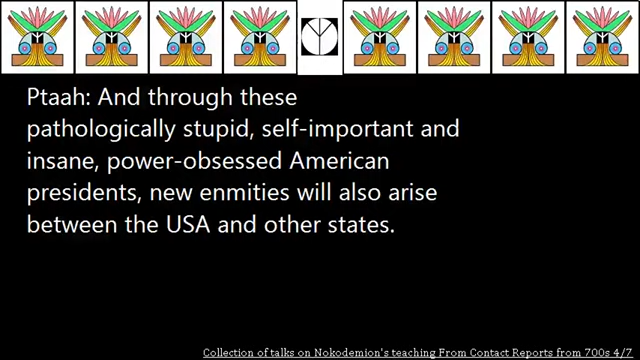 Ptaah: And through these
pathologically stupid, self-important and
insane, power-obsessed American
presidents, new enmities will also arise
between the USA and other states.
Collection of talks on Nokodemion's teaching From Contact Reports from 700s 4/7